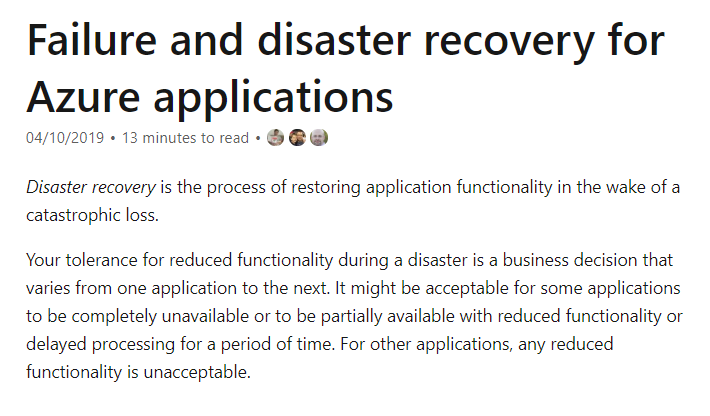 Failure and disaster recovery for
Azure applications
04/10/2019 • 13 minutes to read •
Disaster recovery is the process of restoring application functionality in the wake of a
catastrophic loss.
Your tolerance for reduced functionality during a disaster is a business decision that
varies from one application to the next. It might be acceptable for some applications
to be completely unavailable or to be partially available with reduced functionality or
delayed processing for a period of time. For other applications, any reduced
functionality is unacceptable.